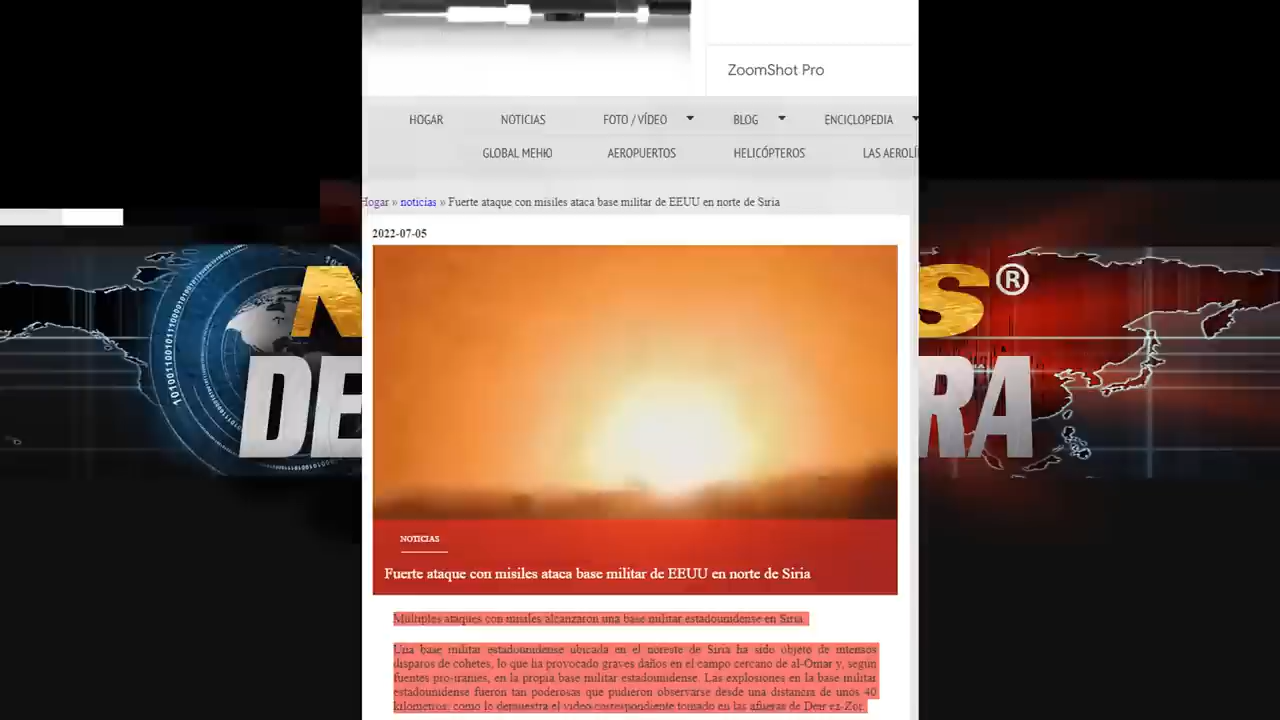 ZoomShot Pro
HOGAR NOTICIAS FOTO / VÍDEO BLOG ENCICLOPEDIA
GLOBAL МЕНЮ AEROPUERTOS HELICÓPTEROS LAS AEROLÍ
Hogar » noticias » Fuerte ataque con misiles ataca base militar de EEUU en norte de Siria
2022-07-05
N S®
DE RA
NOTICIAS
Fuerte ataque con misiles ataca base militar de EEUU en norte de Siria
Múltiples ataques con misiles alcanzaron una base militar estadounidense en Siria.
Una base militar estadounidense ubicada en el noreste de Siria ha sido objeto de intensos
disparos de cohetes, lo que ha provocado graves daños en el campo cercano de al-Omar y, según
fuentes pro-iraníes, en la propia base militar estadounidense. Las explosiones en la base militar
estadounidense fueron tan poderosas que pudieron observarse desde una distancia de unos 40
kilómetros, como lo demuestra el video correspondiente tomado en las afueras de Deir ez-Zor.